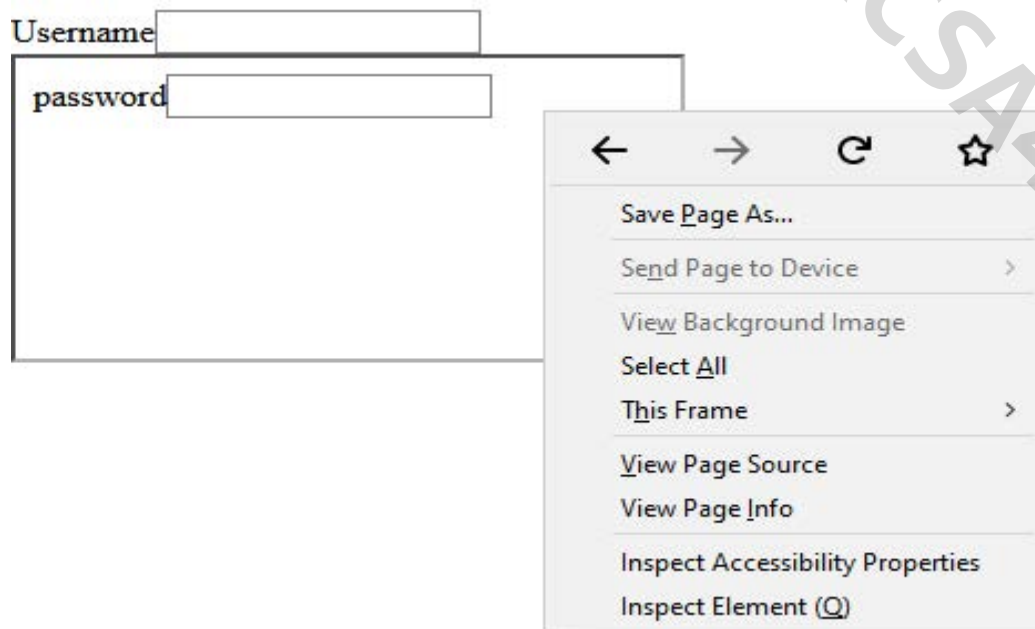 Username
password
Save Page As...
Send Page to Device
View Background Image
Select All
This Frame
View Page Source
View Page Info
Inspect Accessibility Properties
Inspect Element (Q)